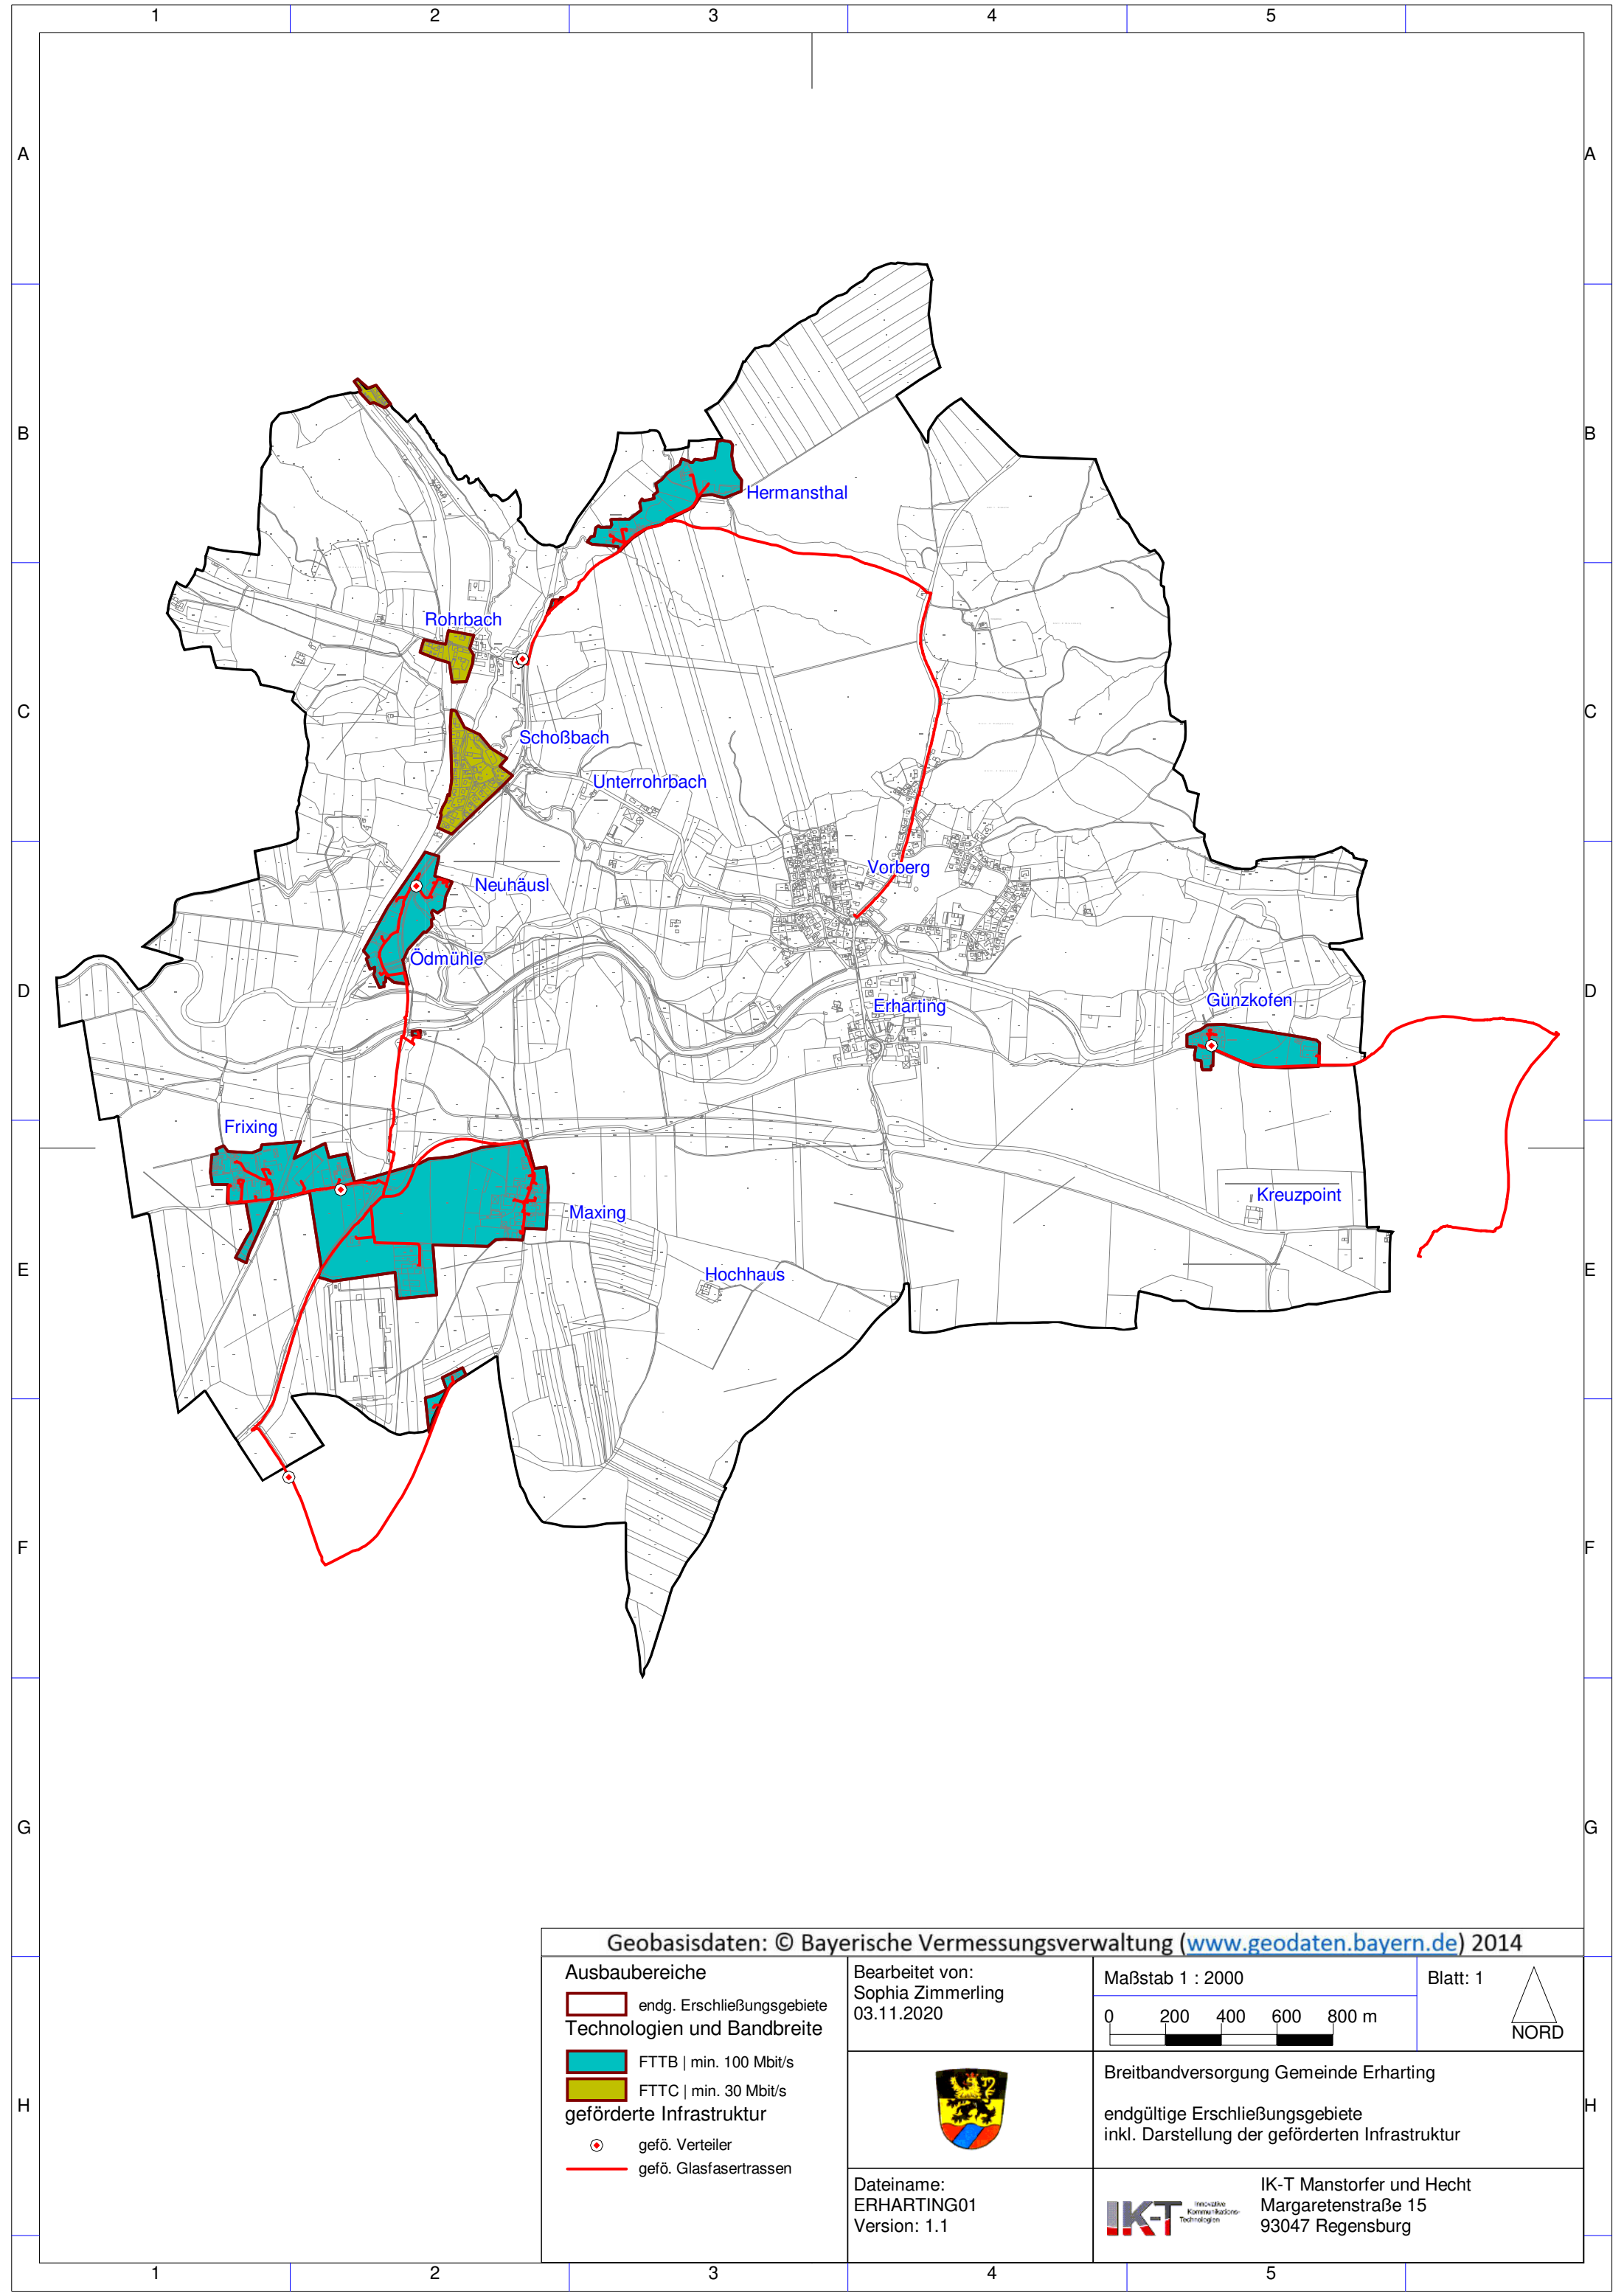 1 2 3 4 5
A A
B B
Hermansthal
Rohrbach
C C
Schoßbach
Unterrohrbach
Vorberg
Neuhäusl
Ödmühle
D D
Günzkofen
Erharting
Frixing
Kreuzpoint
Maxing
E E
Hochhaus
F F
G G
Geobasisdaten: © Bayerische Vermessungsverwaltung (www.geodaten.bayern.de) 2014
Ausbaubereiche
endg. Erschließungsgebiete
Technologien und Bandbreite
FTTB | min. 100 Mbit/s
FTTC | min. 30 Mbit/s
geförderte Infrastruktur
gefö. Verteiler
gefö. Glasfasertrassen
Bearbeitet von:
Sophia Zimmerling
03.11.2020
Maßstab 1 : 2000
Blatt: 1
0 200 400 600 800 m
NORD
Breitbandversorgung Gemeinde Erharting
endgültige Erschließungsgebiete
inkl. Darstellung der geförderten Infrastruktur
H H
Dateiname:
ERHARTING01
Version: 1.1
IK-T
Innovative
Kommunikations-
Technologien
IK-T Manstorfer und Hecht
Margaretenstraße 15
93047 Regensburg
1 2 3 4 5